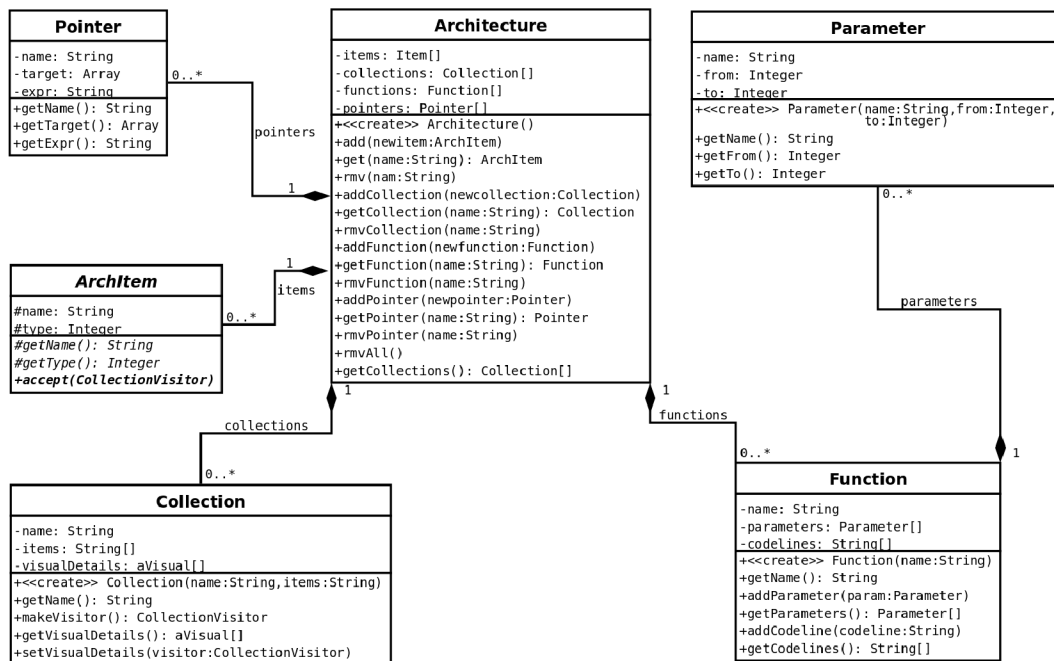 Pointer
-name: String
-target: Array
-expr: String
+getName(): String
+getTarget(): Array
+getExpr(): String
0..*
pointers
1
Architecture
-items: Item[]
-collections: Collection[]
-functions: Function[]
-pointers: Pointer[]
+<<create>> Architecture()
+add(newitem:ArchItem)
+get(name:String): ArchItem
+rmv(nam:String)
+addCollection(newcollection:Collection)
+getCollection(name:String): Collection
+rmvCollection(name:String)
+addFunction(newfunction:Function)
+getFunction(name:String): Function
+rmvFunction(name:String)
+addPointer(newpointer:Pointer)
+getPointer(name:String): Pointer
+rmvPointer(name:String)
+rmvAll()
+getCollections(): Collection[]
Parameter
-name: String
-from: Integer
-to: Integer
+<<create>> Parameter(name:String,from:Integer,
to:Integer)
+getName(): String
+getFrom(): Integer
+getTo(): Integer
0..*
parameters
1
ArchItem
#name: String
#type: Integer
#getName(): String
#getType(): Integer
+accept(CollectionVisitor)
1
items
0..*
1
collections
0..*
1
functions
0..*
Collection
-name: String
-items: String[]
-visualDetails: aVisual[]
+<<create>> Collection(name:String,items:String)
+getName(): String
+makeVisitor(): CollectionVisitor
+getVisualDetails(): aVisual[]
+setVisualDetails(visitor:CollectionVisitor)
Function
-name: String
-parameters: Parameter[]
-codelines: String[]
+<<create>> Function(name:String)
+getName(): String
+addParameter(param:Parameter)
+getParameters(): Parameter[]
+addCodeline(codeline:String)
+getCodelines(): String[]